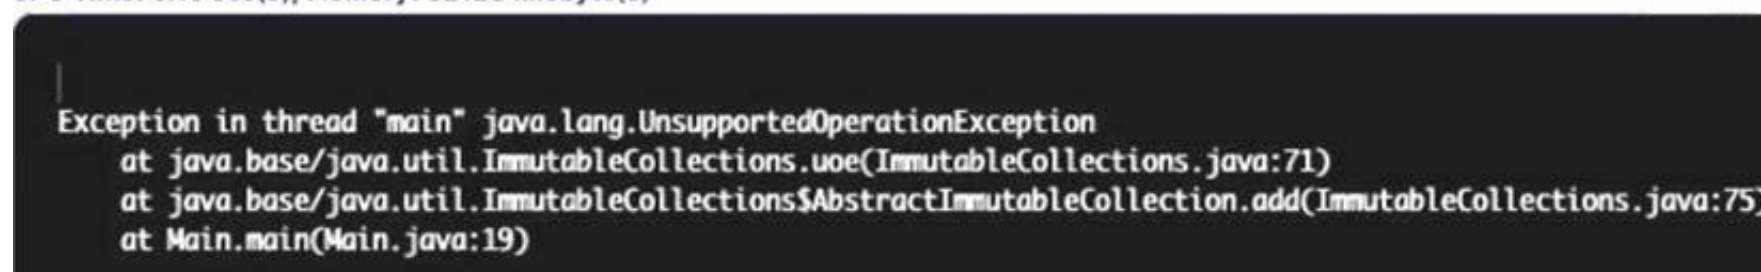 Exception in thread "main" java.lang.UnsupportedOperationException
at java.base/java.util.ImmutableCollections.uoe(ImmutableCollections.java:71)
at java.base/java.util.ImmutableCollections$AbstractImmutableCollection.add(ImmutableCollections.java:75)
at Main.main(Main.java:19)